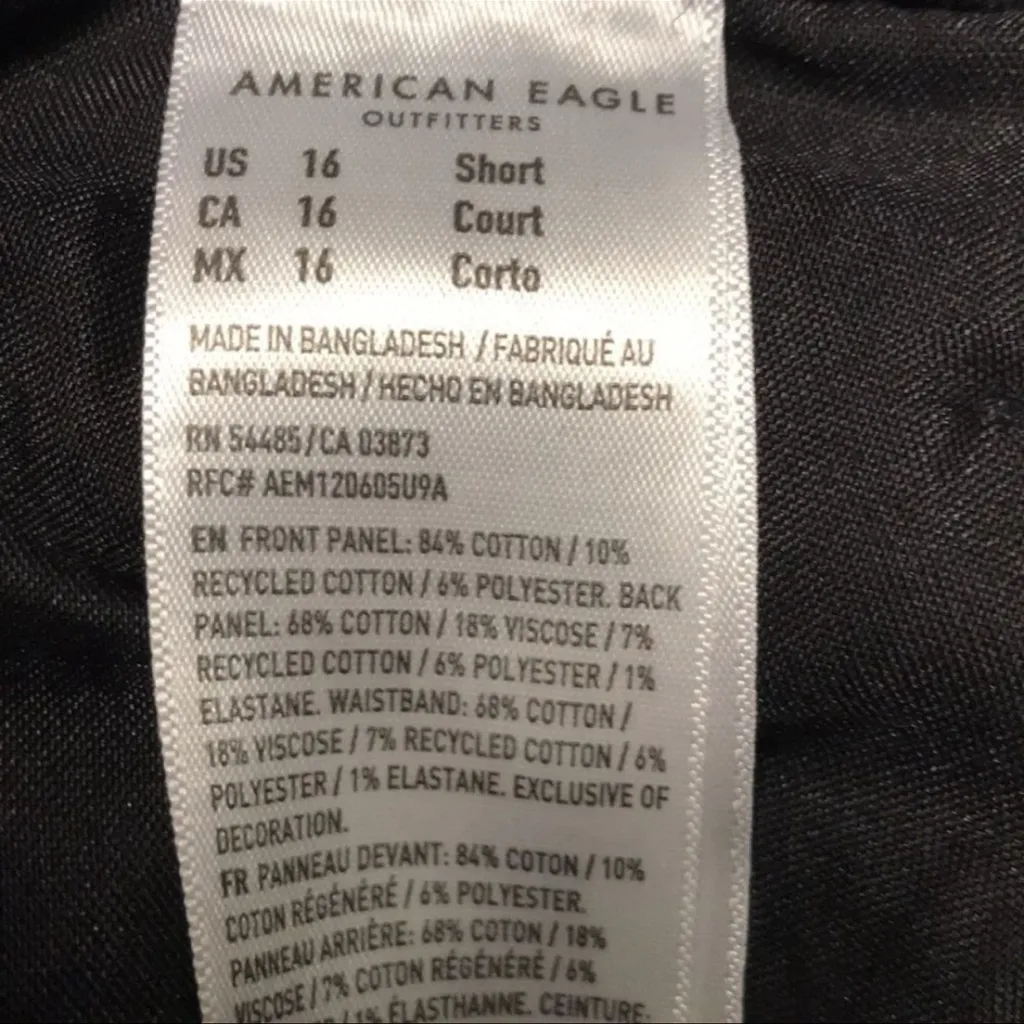 AMERICAN EAGLE
OUTFITTERS
US 16 Short
CA 16 Court
MX 16 Corto
MADE IN BANGLADESH / FABRIQUÉ AU
BANGLADESH / HECHO EN BANGLADESH
RN 54485/CA 03873
RFC# AEM120605U9A
EN FRONT PANEL: 84% COTTON / 10%
RECYCLED COTTON / 6% POLYESTER. BACK
PANEL: 68% COTTON / 18% VISCOSE / 7%
RECYCLED COTTON / 6% POLYESTER / 1%
ELASTANE. WAISTBAND: 68% COTTON /
18% VISCOSE / 7% RECYCLED COTTON / 6%
POLYESTER / 1% ELASTANE. EXCLUSIVE OF
DECORATION.
FR PANNEAU DEVANT: 84% COTON / 10%
COTON RÉGÉNÉRÉ / 6% POLYESTER.
PANNEAU ARRIÈRE: 68% COTON / 18%
VISCOSE / 7% COTON RÉGÉNÉRÉ / 6%
/ 1% ÉLASTHANNE. CEINTURE: